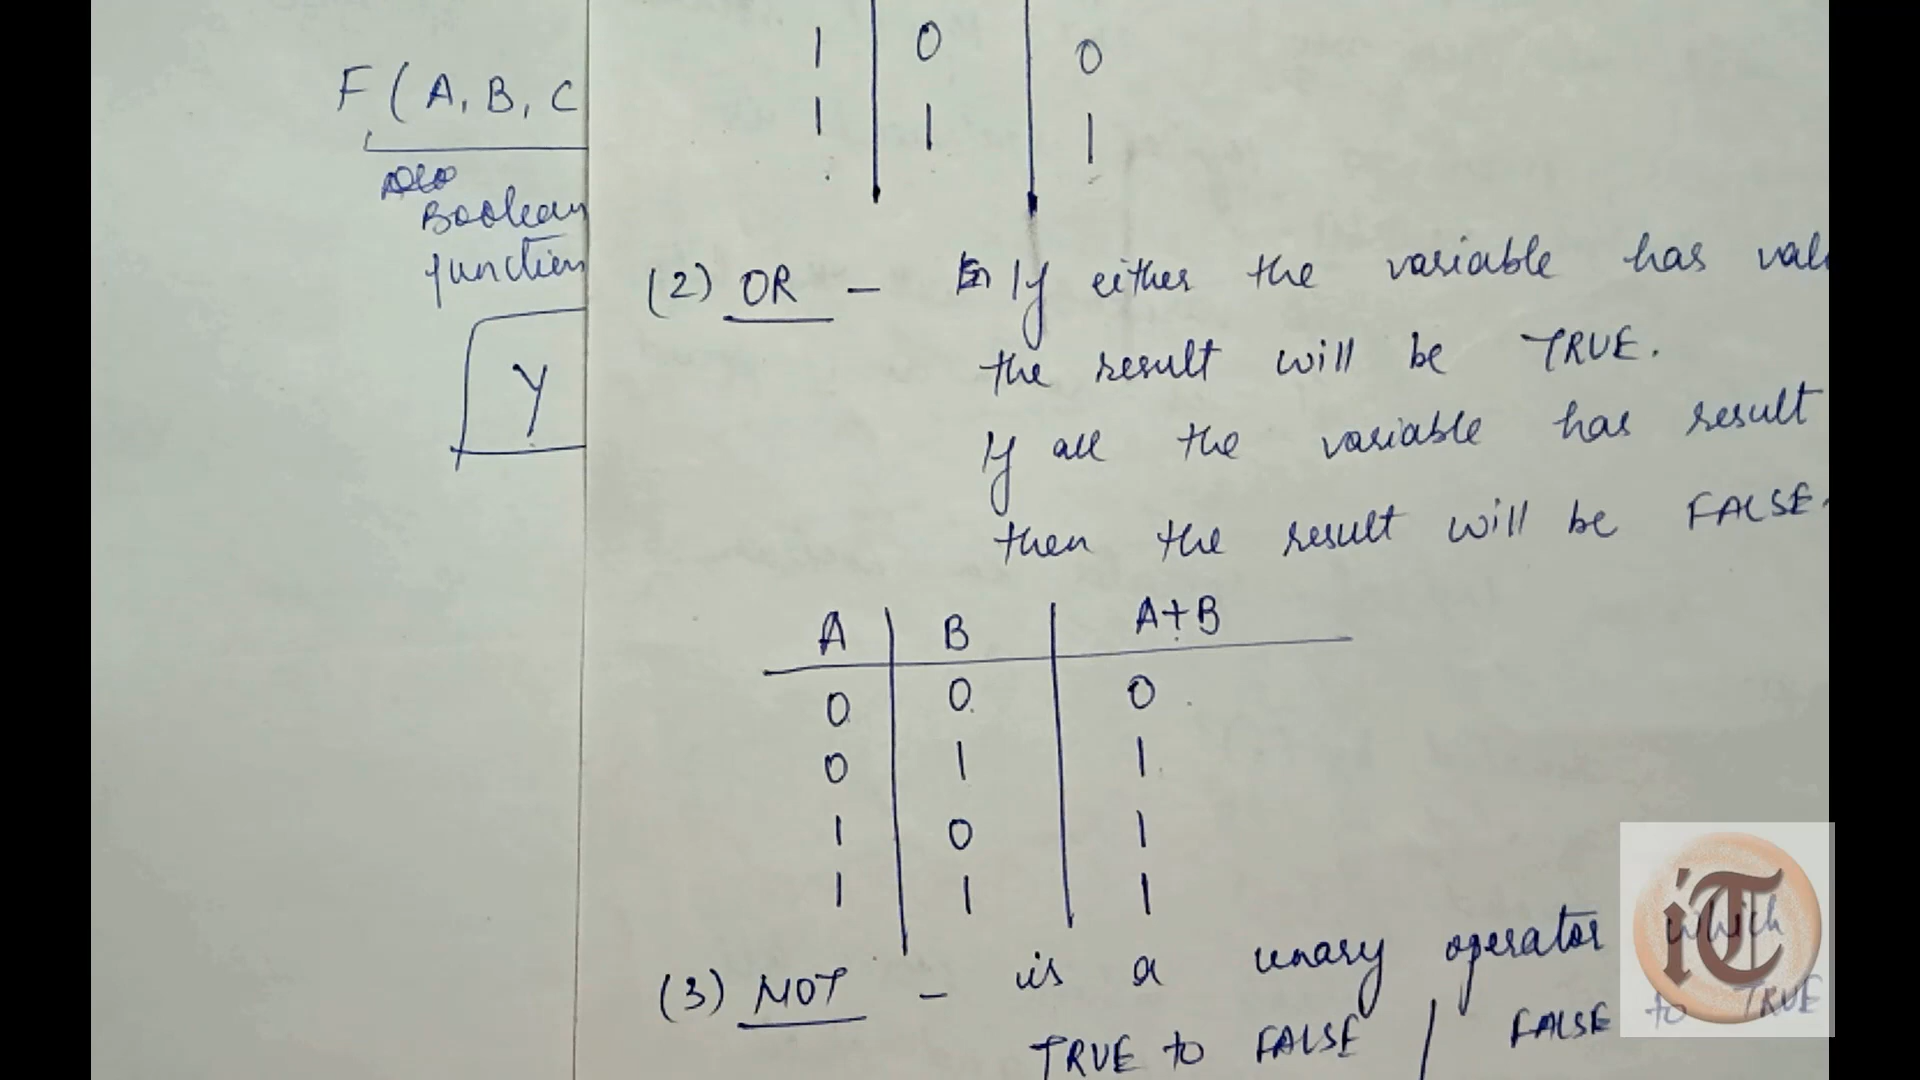 F ( A, B, C
Boolean
function
Y
1 0 0
1 1 1
(2) OR - If either the variable has val
the result will be TRUE.
If all the variable has result
then the result will be FALSE.
A B A+B
0 0 0
0 1 1
1 0 1
1 1 1
(3) NOT - is a unary operator which
TRUE to FALSE / FALSE to TRUE
iT